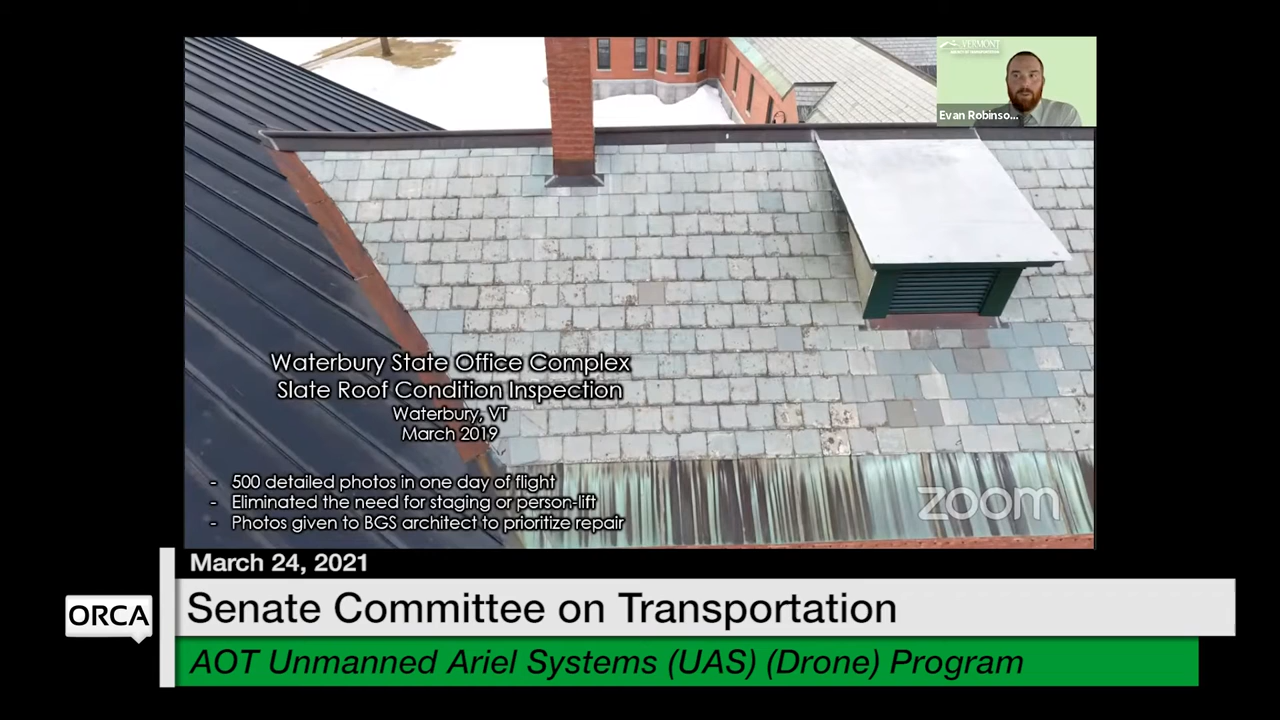 VERMONT
Evan Robinso...
Waterbury State Office Complex
Slate Roof Condition Inspection
Waterbury, VT
March 2019
- 500 detailed photos in one day of flight
- Eliminated the need for staging or person-lift
- Photos given to BGS architect to prioritize repair
zoom
March 24, 2021
ORCA
Senate Committee on Transportation
AOT Unmanned Ariel Systems (UAS) (Drone) Program